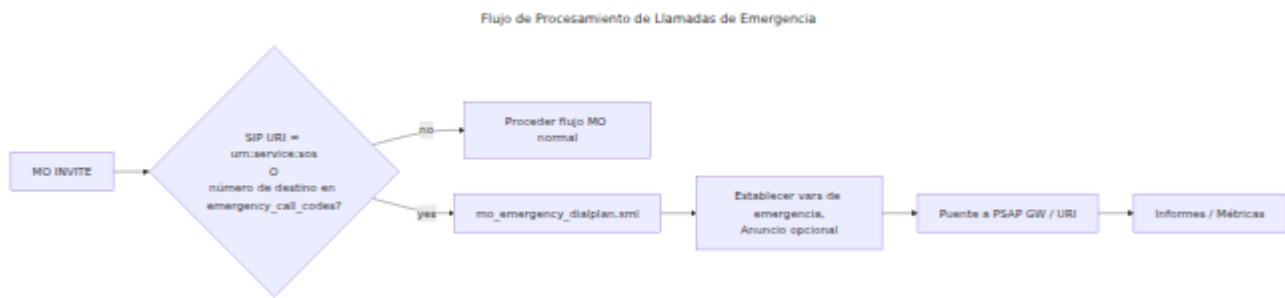 Flujo de Procesamiento de Llamadas de Emergencia
MO INVITE
SIP URI =
urn:service:sos
O
número de destino en
emergency_call_codes?
no
Proceder flujo MO
normal
yes
mo_emergency_dialplan.xml
Establecer vars de
emergencia,
Anuncio opcional
Puente a PSAP GW / URI
Informes / Métricas